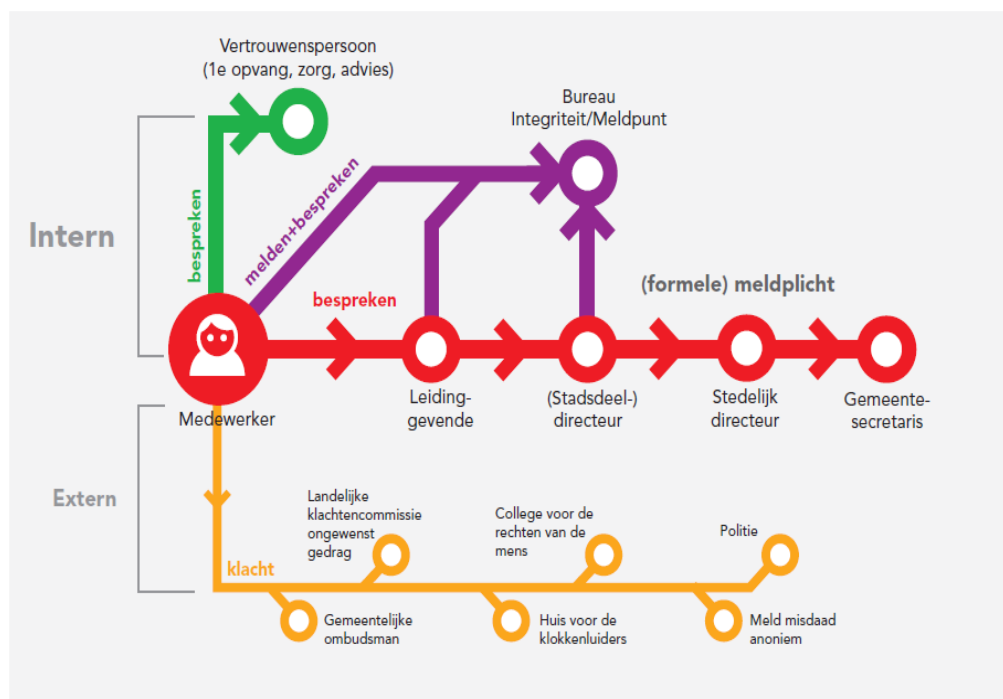 Vertrouwenspersoon
(1e opvang, zorg, advies)
Bureau
Integriteit/Meldpunt
Intern
bespreken
melden+bespreken
bespreken
(formele) meldplicht
Medewerker
Leiding-
gevende
(Stadsdeel-)
directeur
Stedelijk
directeur
Gemeente-
secretaris
Extern
klacht
Landelijke
klachtencommissie
ongewenst
gedrag
College voor de
rechten van de
mens
Politie
Gemeentelijke
ombudsman
Huis voor de
klokkenluiders
Meld misdaad
anoniem